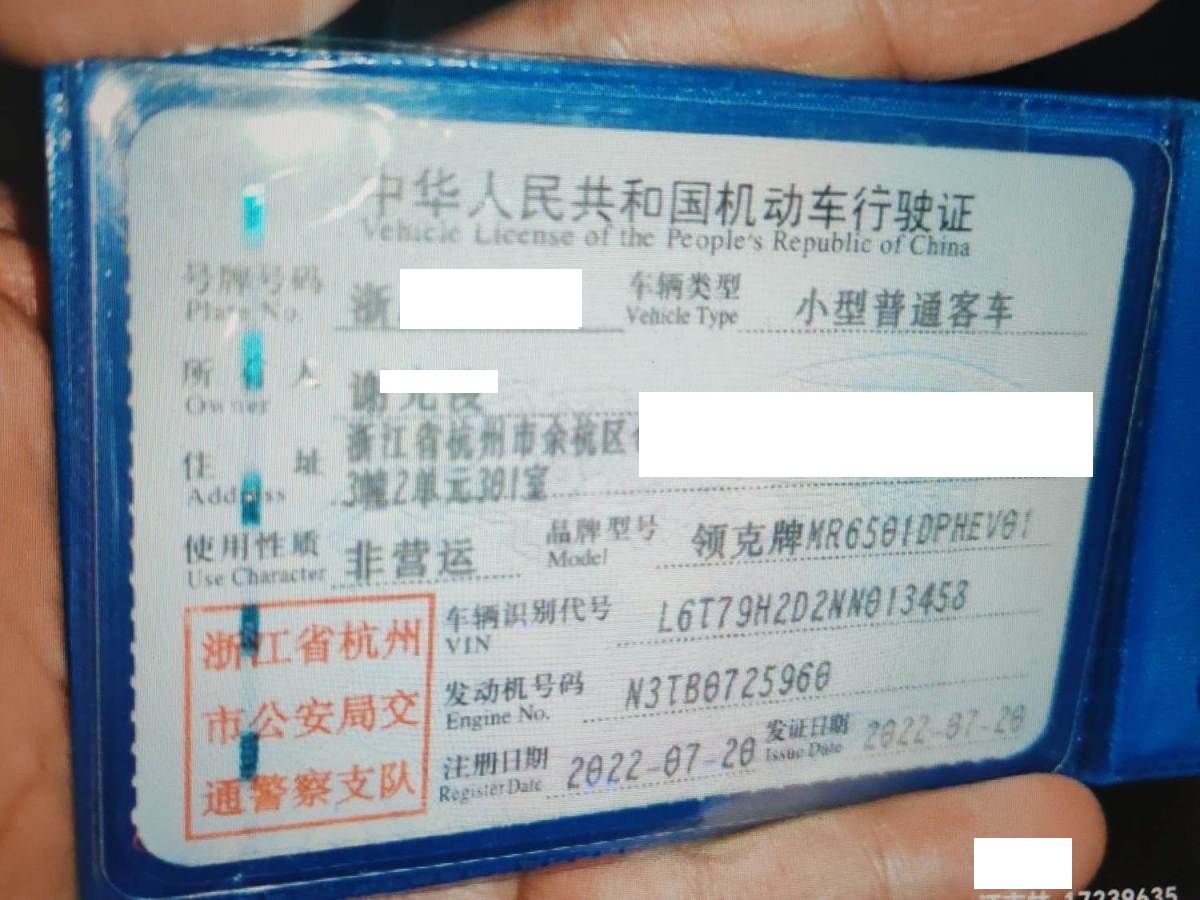 中华人民共和国机动车行驶证
Vehicle License of the People's Republic of China
号牌号码 浙 车辆类型 小型普通客车
Plate No. Vehicle Type
所 人 谢
Owner
住 址 浙江省杭州市余杭区
Address 3幢2单元301室
使用性质 非营运 品牌型号 领克牌MR6501DPHEV01
Use Character Model
浙江省杭州
市公安局交
通警察支队
车辆识别代号 L6T79H2D2NN013458
VIN
发动机号码 N3TB0725960
Engine No.
注册日期 2022-07-20 发证日期 2022-07-20
Register Date Issue Date
17239635